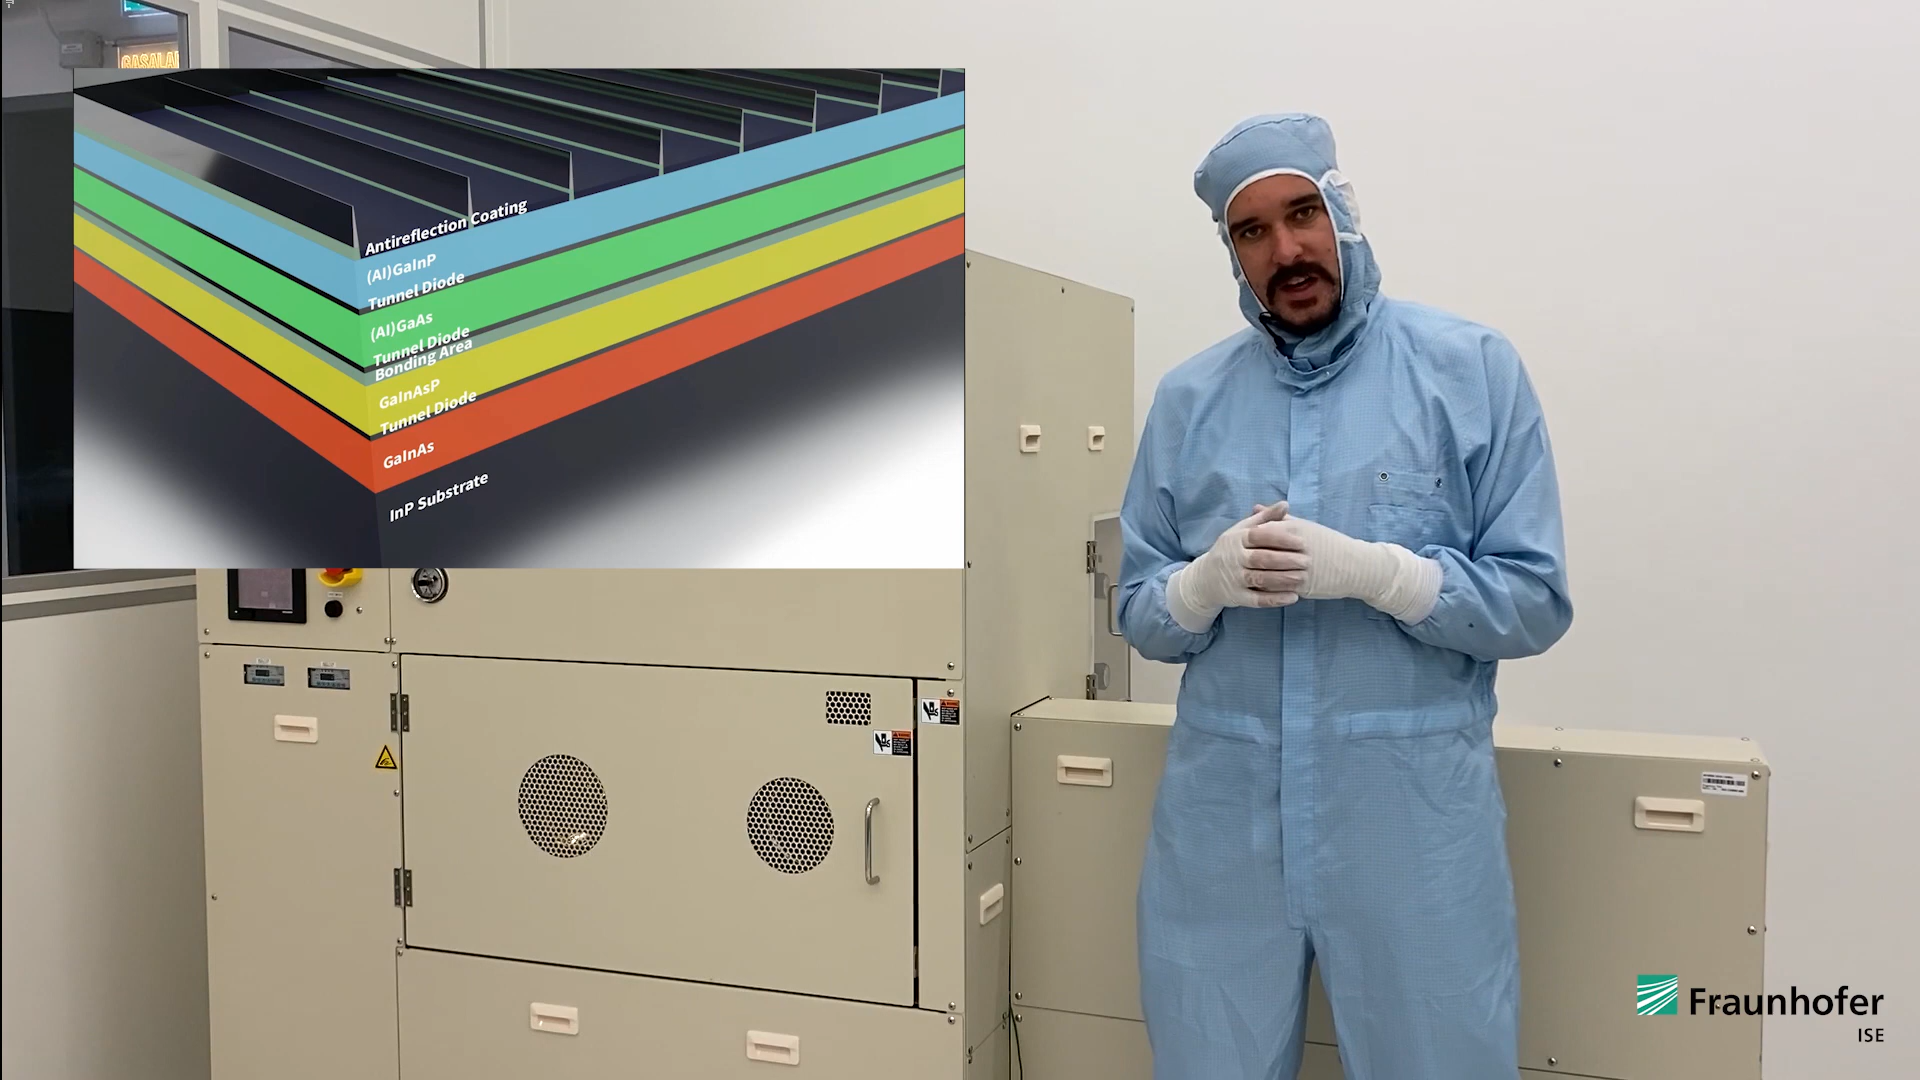 GASALA
Antireflection Coating
(Al)GaInP
Tunnel Diode
(Al)GaAs
Tunnel Diode
Bonding Area
GaInAsP
Tunnel Diode
GaInAs
InP Substrate
Fraunhofer
ISE